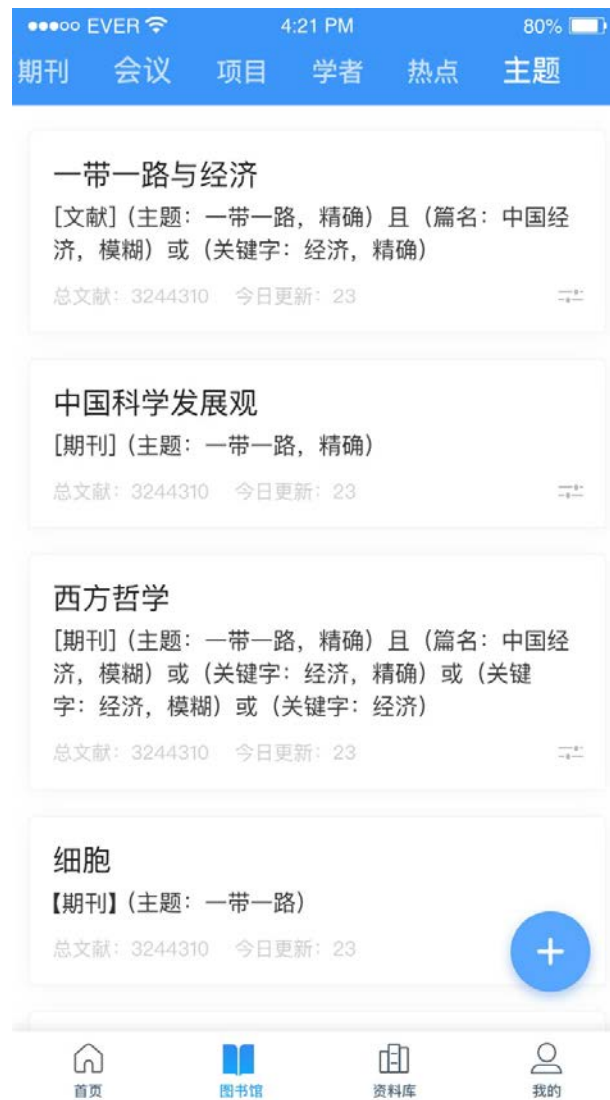 EVER 4:21 PM 80%
期刊 会议 项目 学者 热点 主题
一带一路与经济
[文献]（主题：一带一路，精确）且（篇名：中国经
济，模糊）或（关键字：经济，精确）
总文献：3244310 今日更新：23
中国科学发展观
[期刊]（主题：一带一路，精确）
总文献：3244310 今日更新：23
西方哲学
[期刊]（主题：一带一路，精确）且（篇名：中国经
济，模糊）或（关键字：经济，精确）或（关键
字：经济，模糊）或（关键字：经济）
总文献：3244310 今日更新：23
细胞
【期刊】（主题：一带一路）
总文献：3244310 今日更新：23
首页 图书馆 资料库 我的